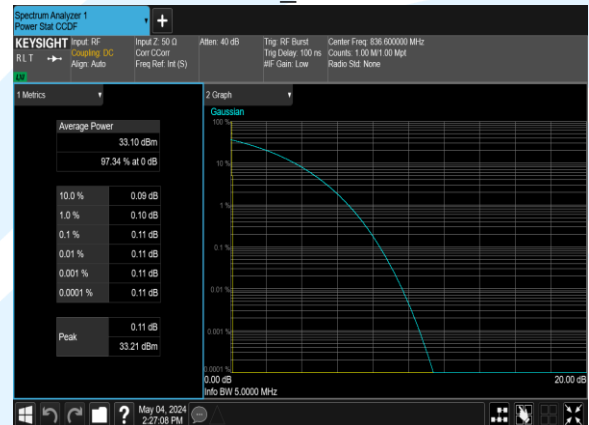 Spectrum Analyzer 1
Power Stat CCDF
KEYSIGHT
RLT
LV
Input: RF
Coupling: DC
Align: Auto
Input Z: 50 Ω
Corr CCorr
Freq Ref: Int (S)
Atten: 40 dB
Trig: RF Burst
Trig Delay: 100 ns
#IF Gain: Low
Center Freq: 836.600000 MHz
Counts: 1.00 M/1.00 Mpt
Radio Std: None
1 Metrics
Average Power
33.10 dBm
97.34 % at 0 dB
10.0 % 0.09 dB
1.0 % 0.10 dB
0.1 % 0.11 dB
0.01 % 0.11 dB
0.001 % 0.11 dB
0.0001 % 0.11 dB
Peak
0.11 dB
33.21 dBm
2 Graph
Gaussian
100 %
10 %
1 %
0.1 %
0.01 %
0.001 %
0.0001 %
0.00 dB
20.00 dB
Info BW 5.0000 MHz
May 04, 2024
2:27:08 PM